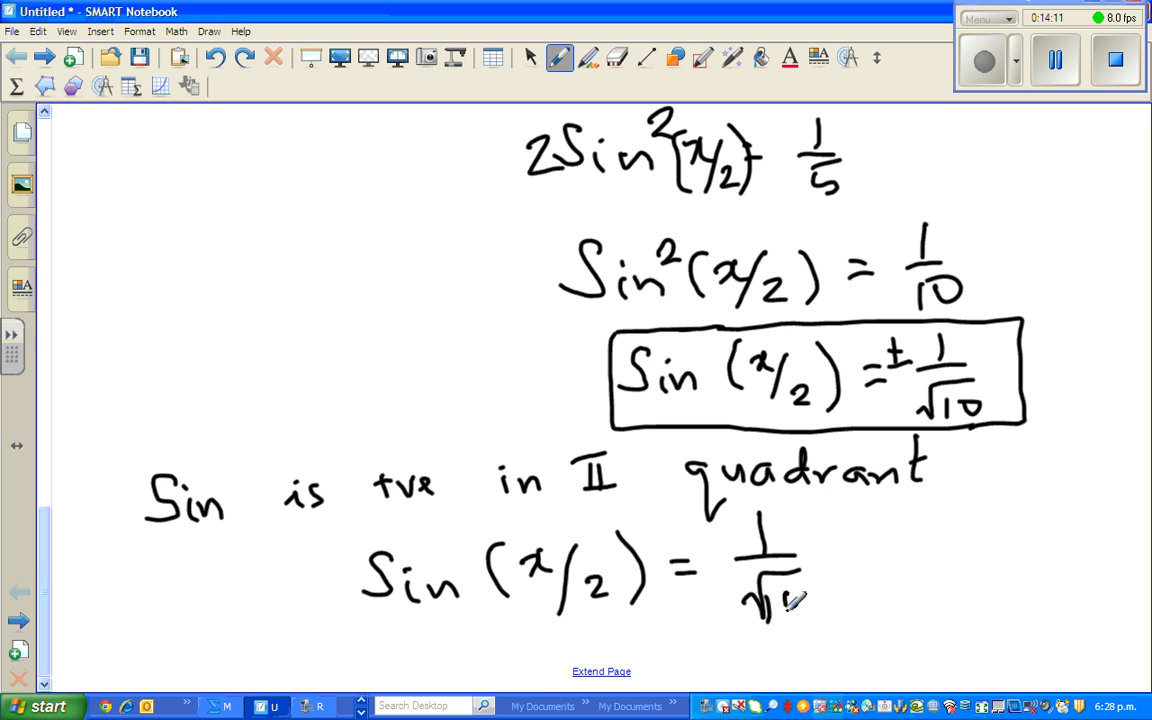 Untitled * - SMART Notebook
Menu
0:14:11
8.0 fps
File Edit View Insert Format Math Draw Help
2Sin²(x/2) = 1/5
Sin²(x/2) = 1/10
Sin (x/2) = ± 1/√10
Sin is +ve in II quadrant
Sin (x/2) = 1/√1
Extend Page
start
M
U
R
Search Desktop
My Documents
My Documents
6:28 p.m.